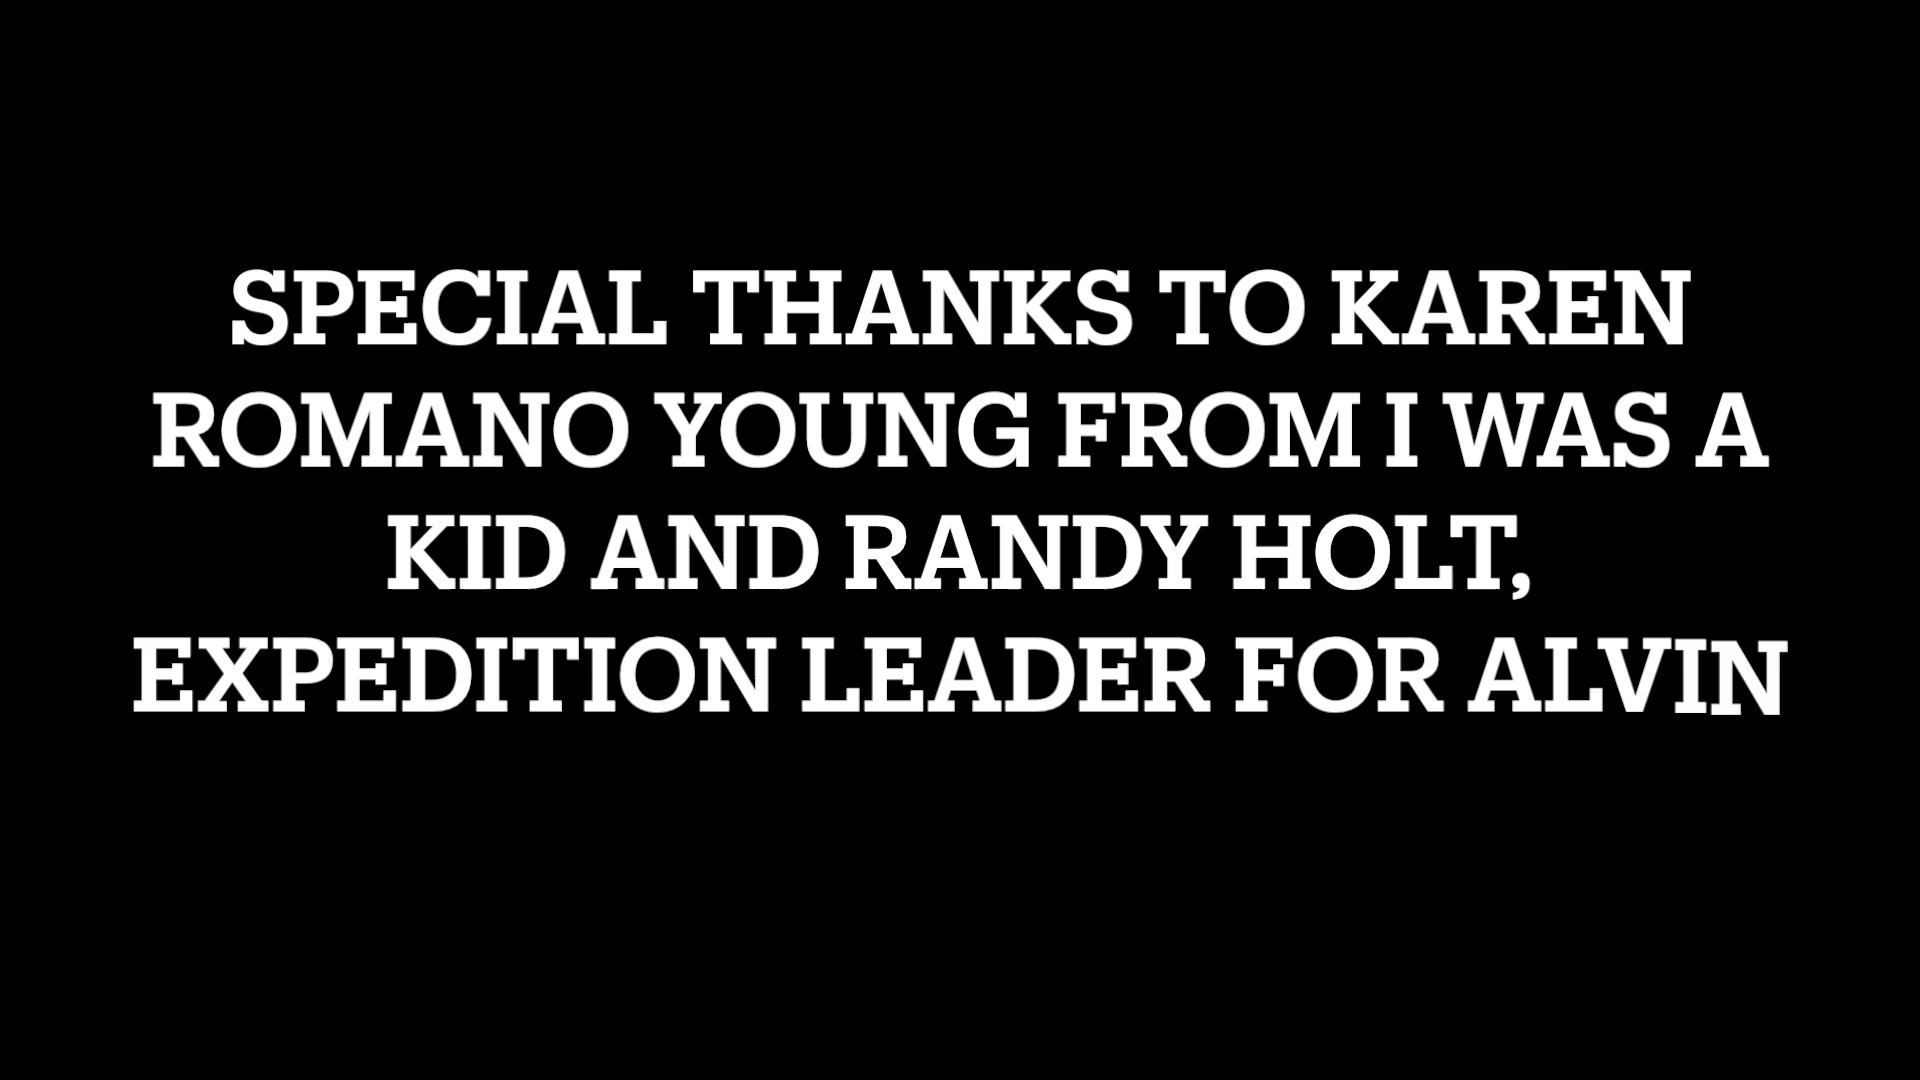 SPECIAL THANKS TO KAREN
ROMANO YOUNG FROM I WAS A
KID AND RANDY HOLT,
EXPEDITION LEADER FOR ALVIN